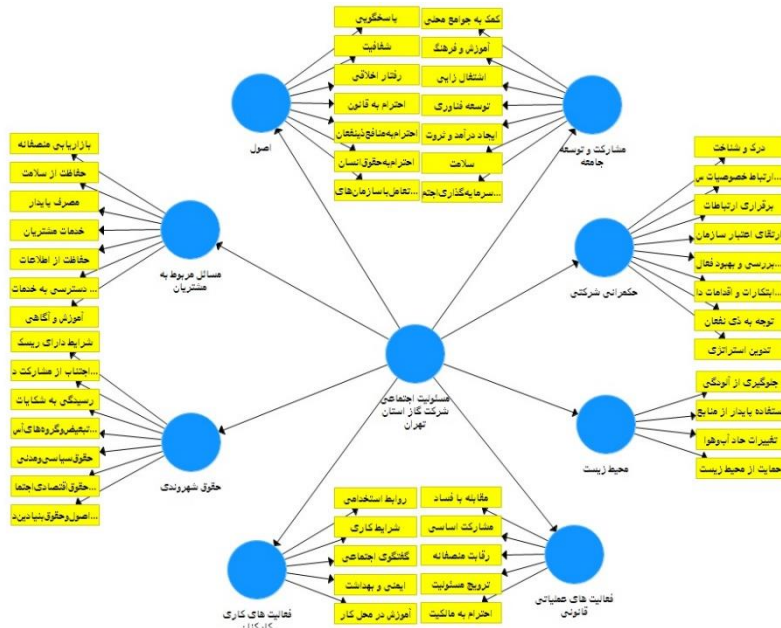 پاسخگویی
شفافیت
رفتار اخلاقی
احترام به قانون
احترام‌به‌منافع‌ذینفعان
احترام‌به‌حقوق‌انسان
...تعامل‌با‌سازمان‌های
اصول
کمک به جوامع محلی
آموزش و فرهنگ
اشتغال زایی
توسعه فناوری
ایجاد درآمد و ثروت
سلامت
...سرمایه‌گذاری‌اجتم
مشارکت و توسعه
جامعه
درک و شناخت
...ارتباط خصوصیات س
برقراری ارتباطات
ارتقای اعتبار سازمان
...بررسی و بهبود فعال
...ابتکارات و اقدامات دا
توجه به ذی نفعان
تدوین استراتژی
حکمرانی شرکتی
بازاریابی منصفانه
حفاظت از سلامت
مصرف پایدار
خدمات مشتریان
حفاظت از اطلاعات
... دسترسی به خدمات
آموزش و آگاهی
مسائل مربوط به
مشتریان
مسئولیت اجتماعی
شرکت گاز استان
تهران
شرایط دارای ریسک
...اجتناب از مشارکت د
رسیدگی به شکایات
...تبعیض‌و‌گروه‌های‌آس
حقوق‌سیاسی‌و‌مدنی
...حقوق‌اقتصادی‌اجتما
...اصول‌و‌حقوق‌بنیادین‌د
حقوق شهروندی
جلوگیری از آلودگی
ستفاده پایدار از منابع
تغییرات حاد آب‌و‌هوا
حمایت از محیط زیست
محیط زیست
روابط استخدامی
شرایط کاری
گفتگوی اجتماعی
ایمنی و بهداشت
آموزش در محل کار
فعالیت های کاری
کارکنان
مقابله با فساد
مشارکت اساسی
رقابت منصفانه
ترویج مسئولیت
احترام به مالکیت
فعالیت های عملیاتی
قانونی